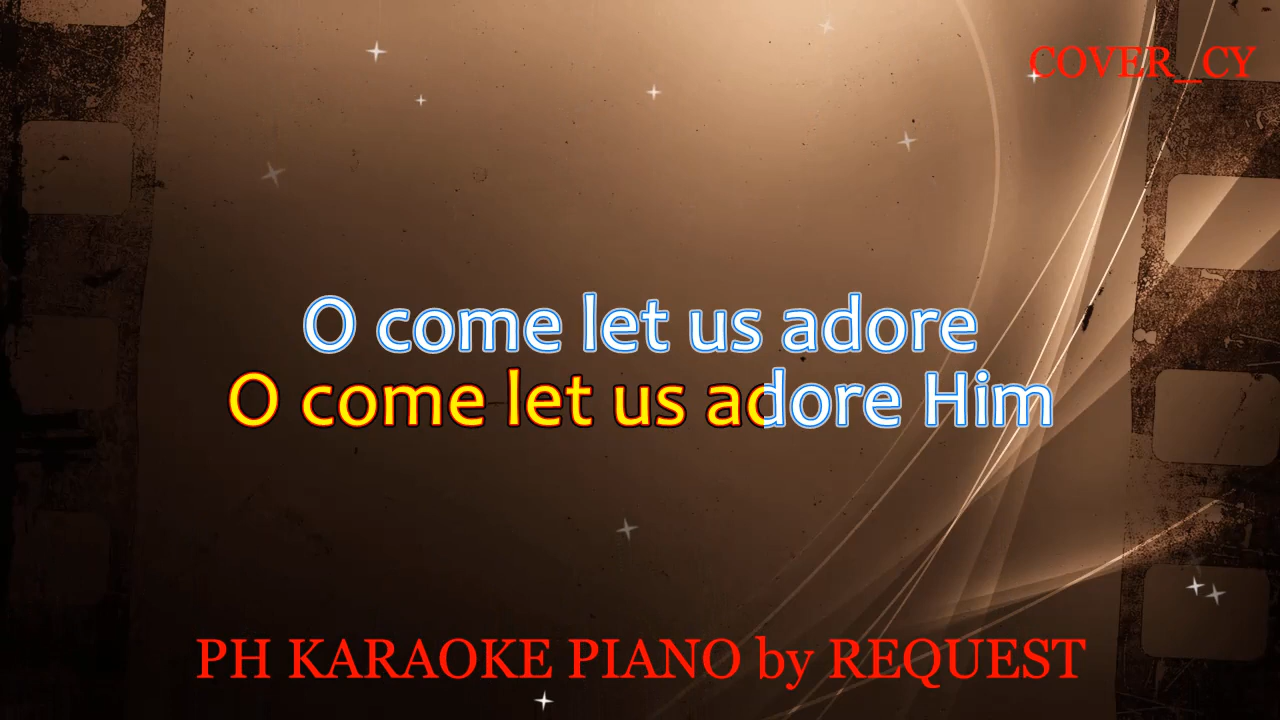 COVER_CY
O come let us adore
O come let us adore Him
PH KARAOKE PIANO by REQUEST